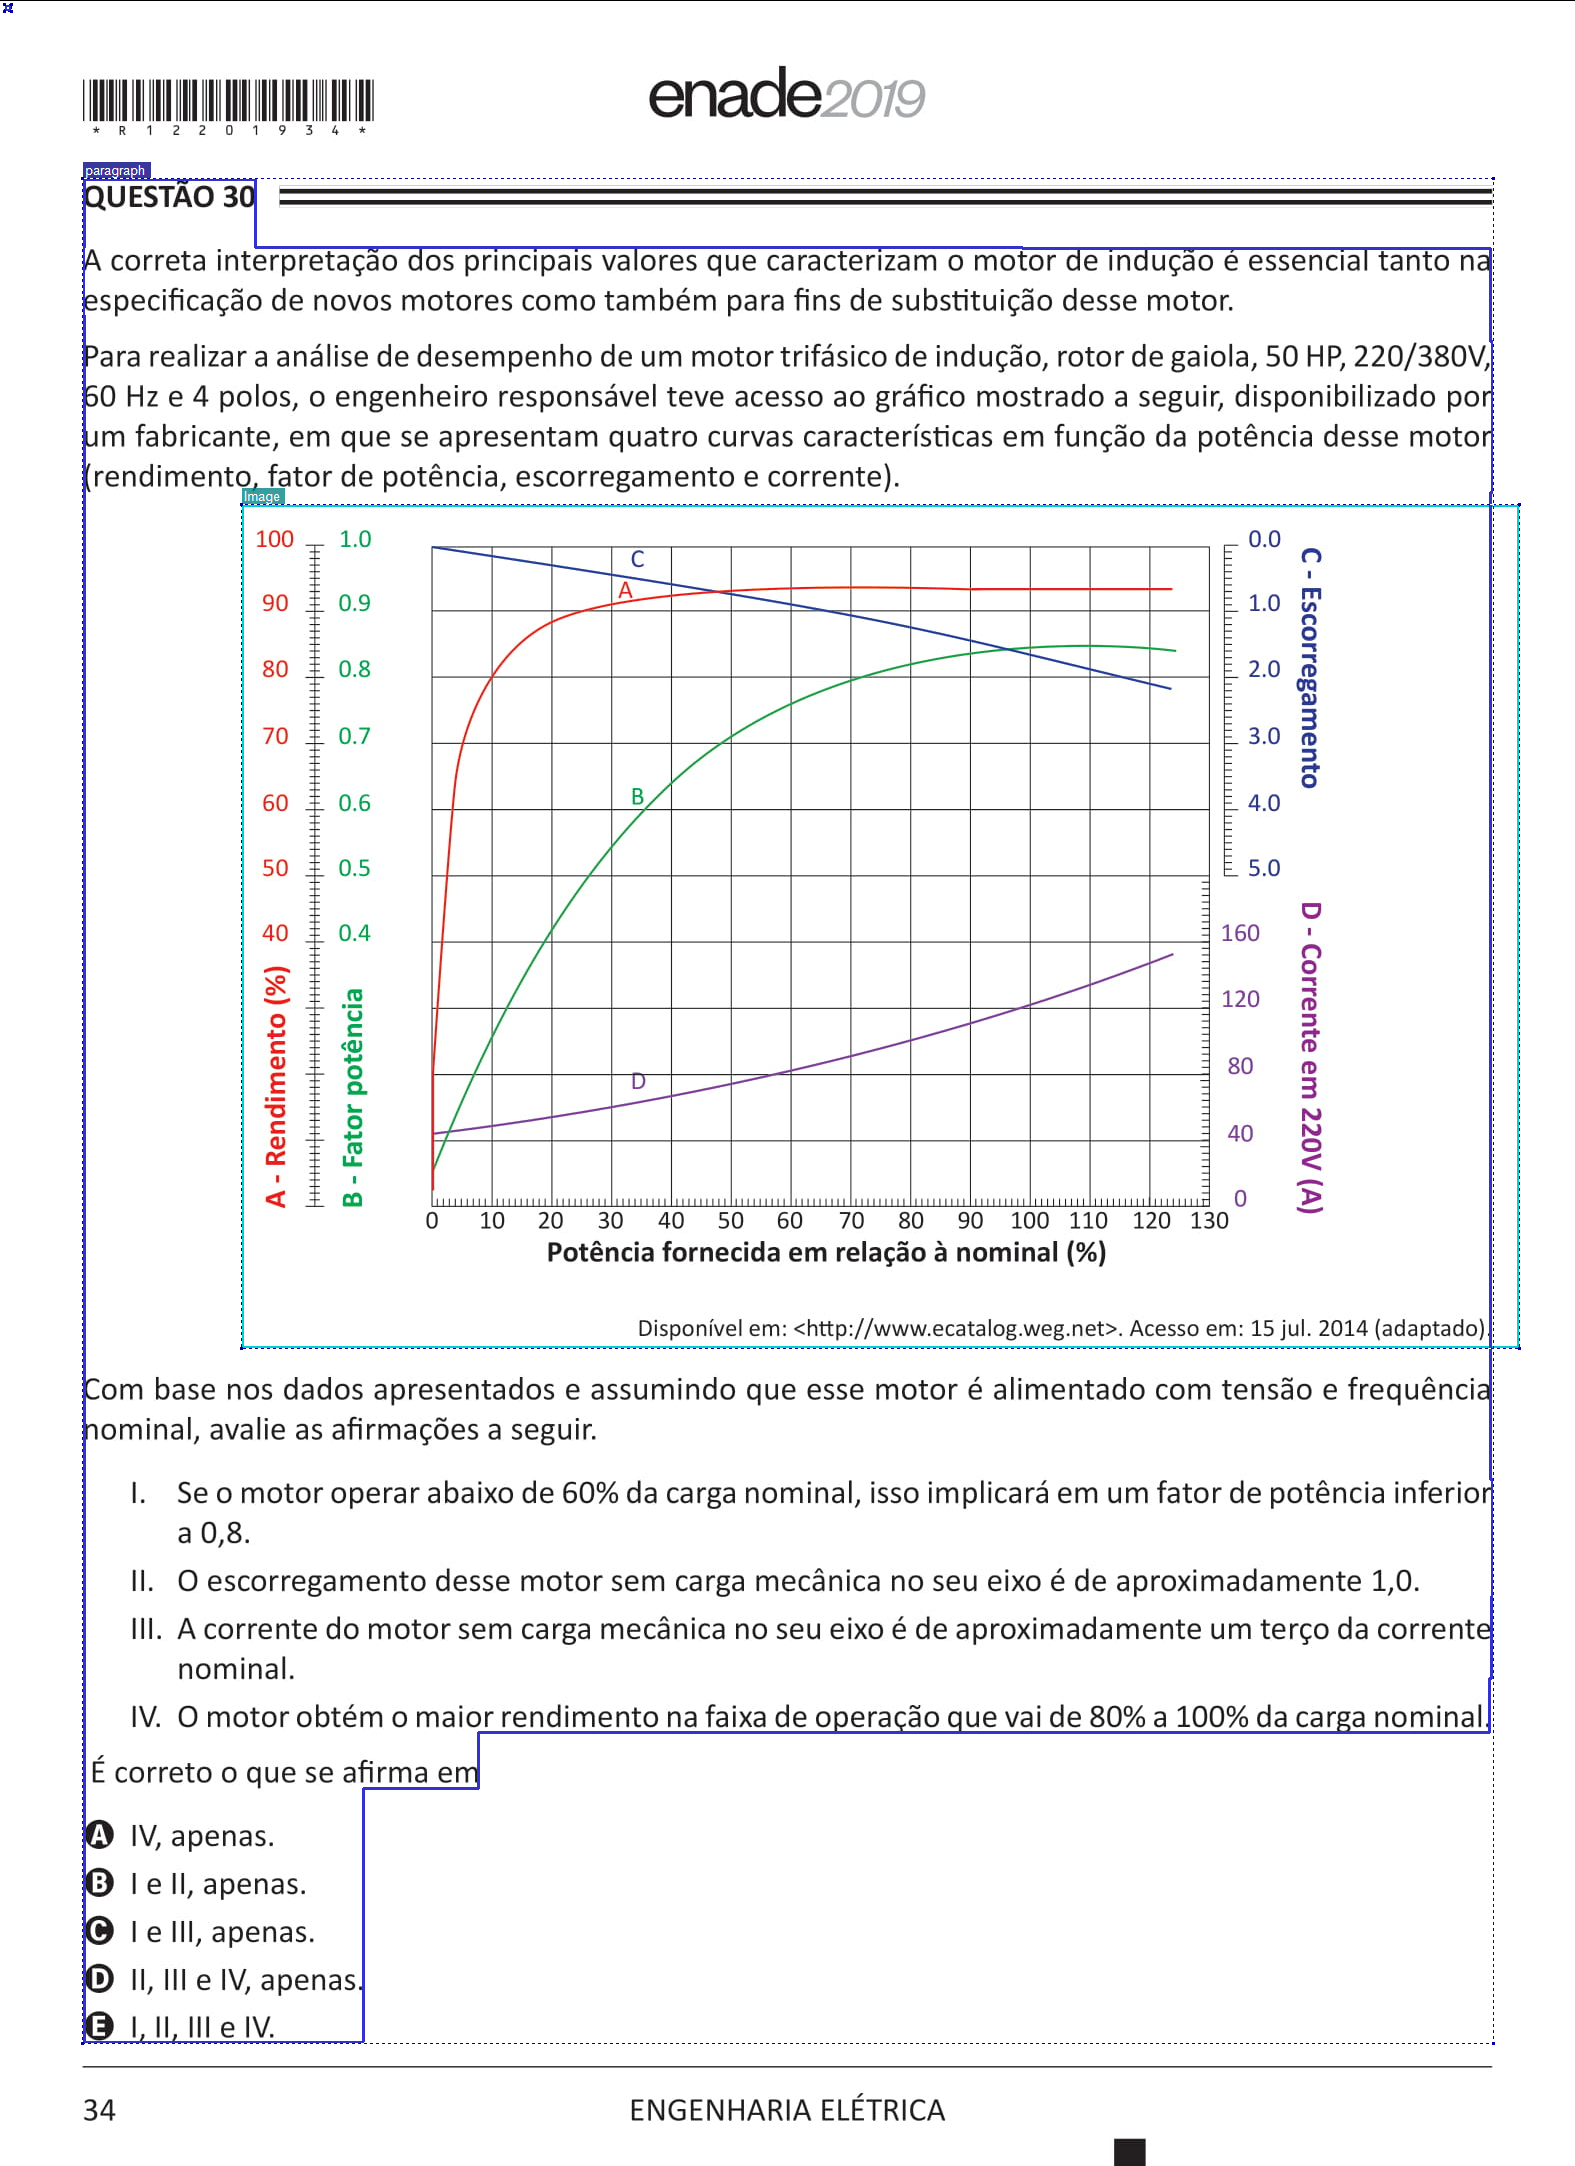 enade2019
*R12201934*
paragraph
QUESTÃO 30
A correta interpretação dos principais valores que caracterizam o motor de indução é essencial tanto na
especificação de novos motores como também para fins de substituição desse motor.
Para realizar a análise de desempenho de um motor trifásico de indução, rotor de gaiola, 50 HP, 220/380V,
60 Hz e 4 polos, o engenheiro responsável teve acesso ao gráfico mostrado a seguir, disponibilizado por
um fabricante, em que se apresentam quatro curvas características em função da potência desse motor
(rendimento, fator de potência, escorregamento e corrente).
Image
100 1.0
90 0.9
80 0.8
70 0.7
60 0.6
50 0.5
40 0.4
A - Rendimento (%)
B - Fator potência
C
A
B
D
0.0
1.0
2.0
3.0
4.0
5.0
C - Escorregamento
160
120
80
40
0
D - Corrente em 220V (A)
0 10 20 30 40 50 60 70 80 90 100 110 120 130
Potência fornecida em relação à nominal (%)
Disponível em: <http://www.ecatalog.weg.net>. Acesso em: 15 jul. 2014 (adaptado).
Com base nos dados apresentados e assumindo que esse motor é alimentado com tensão e frequência
nominal, avalie as afirmações a seguir.
I. Se o motor operar abaixo de 60% da carga nominal, isso implicará em um fator de potência inferior
a 0,8.
II. O escorregamento desse motor sem carga mecânica no seu eixo é de aproximadamente 1,0.
III. A corrente do motor sem carga mecânica no seu eixo é de aproximadamente um terço da corrente
nominal.
IV. O motor obtém o maior rendimento na faixa de operação que vai de 80% a 100% da carga nominal.
É correto o que se afirma em
A IV, apenas.
B I e II, apenas.
C I e III, apenas.
D II, III e IV, apenas.
E I, II, III e IV.
34
ENGENHARIA ELÉTRICA